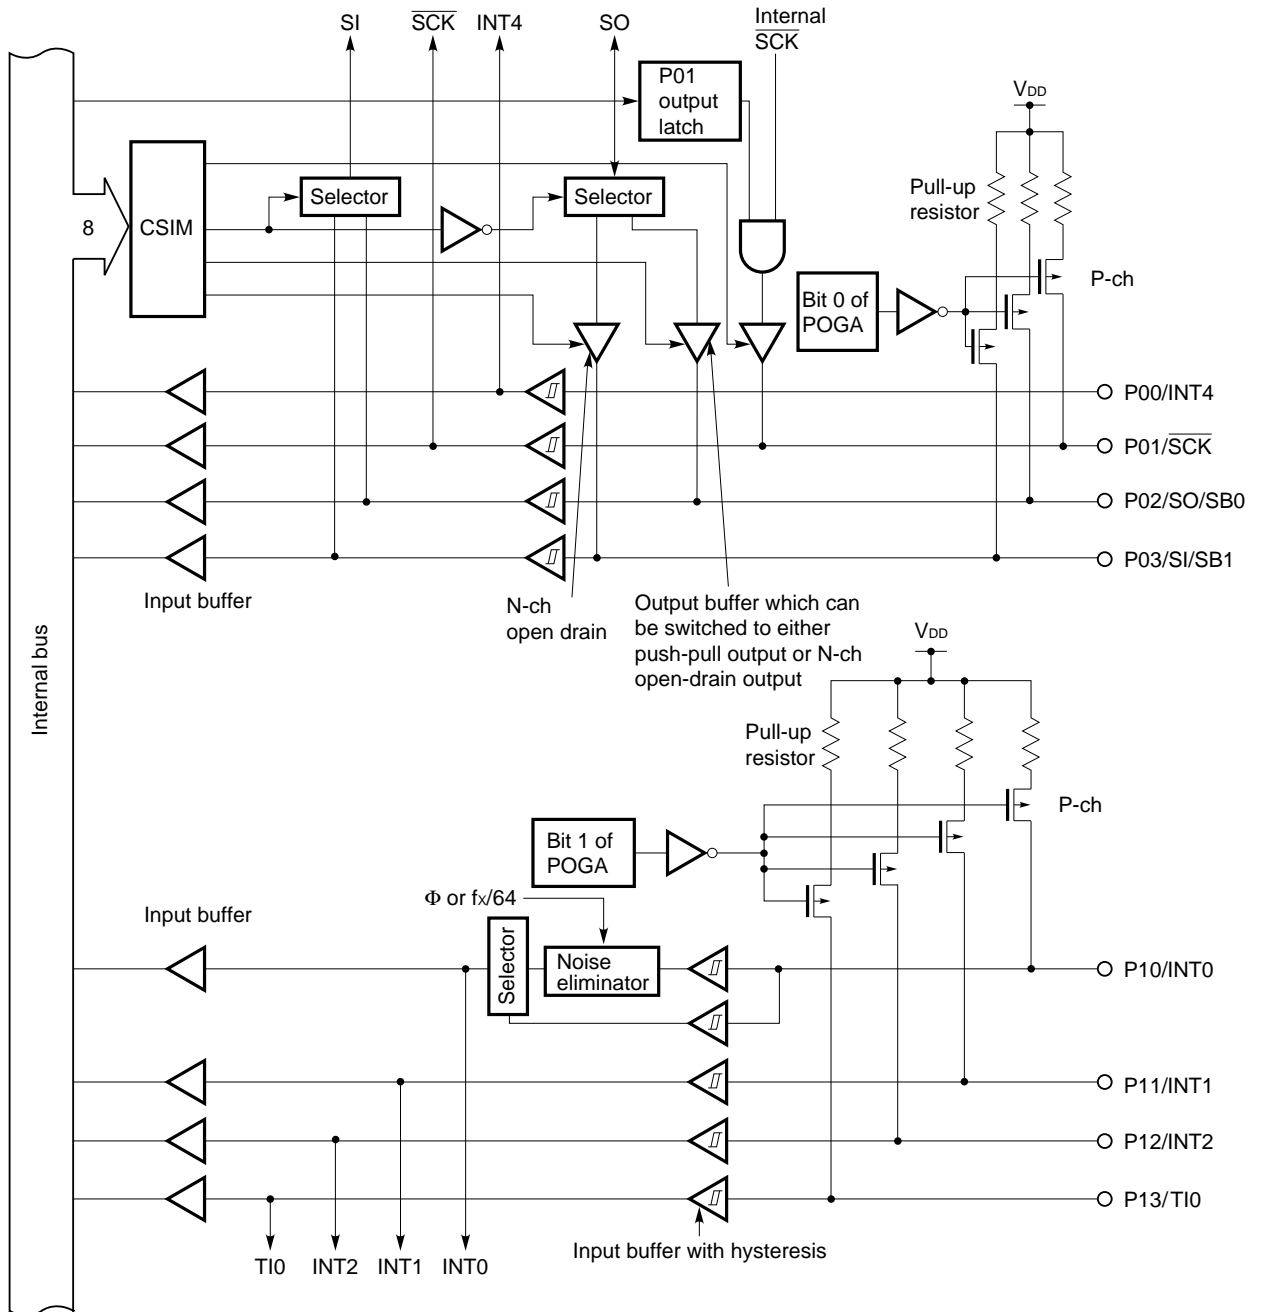 SI
SCK
INT4
SO
Internal
SCK
P01
output
latch
VDD
Pull-up
resistor
8
CSIM
Selector
Selector
Bit 0 of
POGA
P-ch
P00/INT4
P01/SCK
P02/SO/SB0
P03/SI/SB1
Input buffer
N-ch
open drain
Output buffer which can
be switched to either
push-pull output or N-ch
open-drain output
Internal bus
VDD
Pull-up
resistor
P-ch
Bit 1 of
POGA
Φ or fx/64
Input buffer
Selector
Noise
eliminator
P10/INT0
P11/INT1
P12/INT2
P13/TI0
Input buffer with hysteresis
TI0
INT2
INT1
INT0